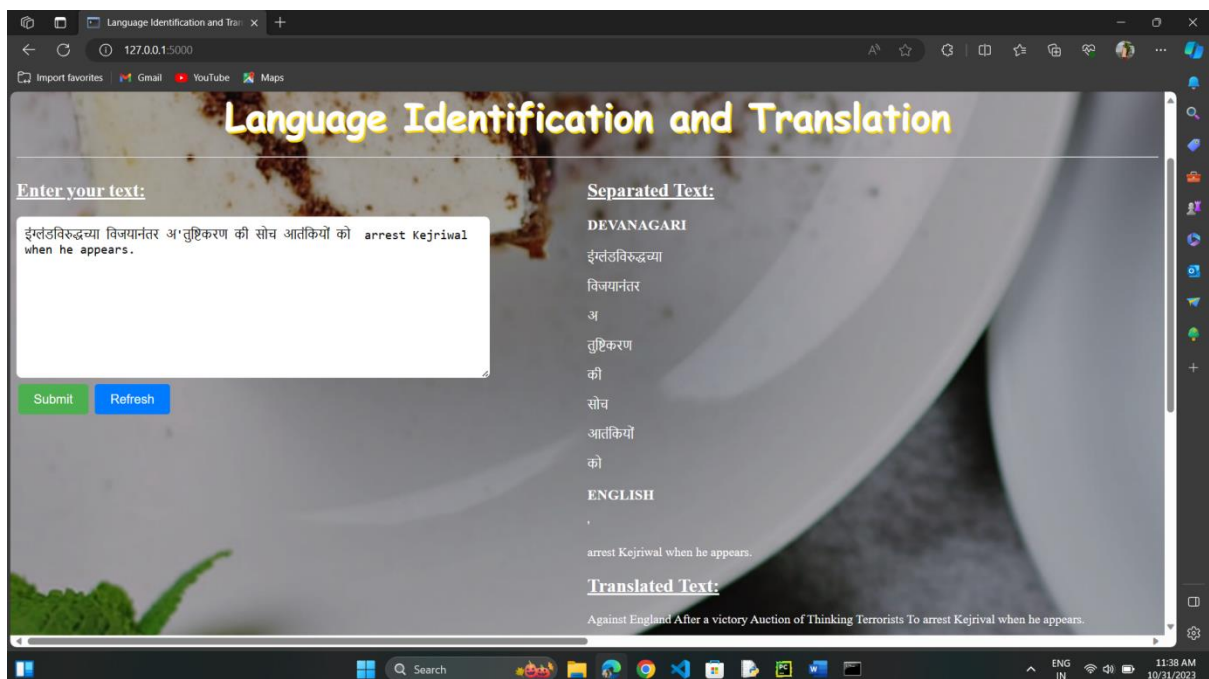 Language Identification and Tran
127.0.0.1:5000
Import favorites Gmail YouTube Maps
Language Identification and Translation
Enter your text:
इंग्लंडविरुद्धच्या विजयानंतर अ'तुष्टिकरण की सोच आतंकियों को arrest Kejriwal
when he appears.
Submit Refresh
Separated Text:
DEVANAGARI
इंग्लंडविरुद्धच्या
विजयानंतर
अ
तुष्टिकरण
की
सोच
आतंकियों
को
ENGLISH
'
arrest Kejriwal when he appears.
Translated Text:
Against England After a victory Auction of Thinking Terrorists To arrest Kejrival when he appears.
Search
ENG
IN
11:38 AM
10/31/2023